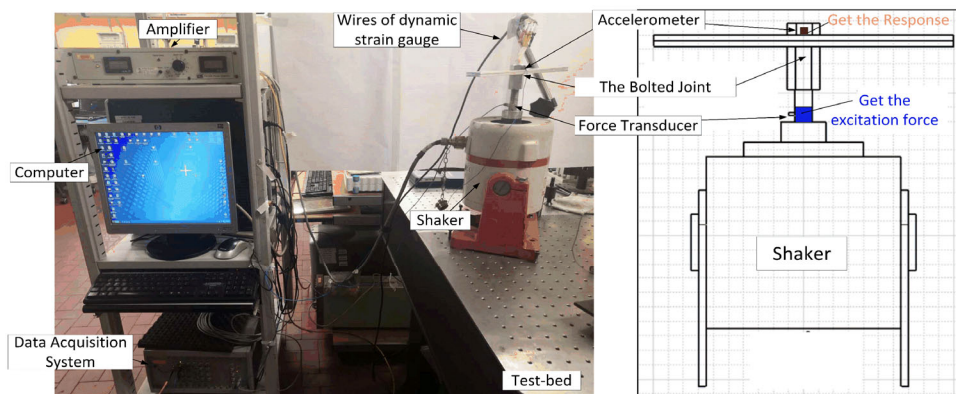 Amplifier
Wires of dynamic
strain gauge
Accelerometer
Get the Response
The Bolted Joint
Force Transducer
Get the
excitation force
Computer
Shaker
Shaker
Data Acquisition
System
Test-bed